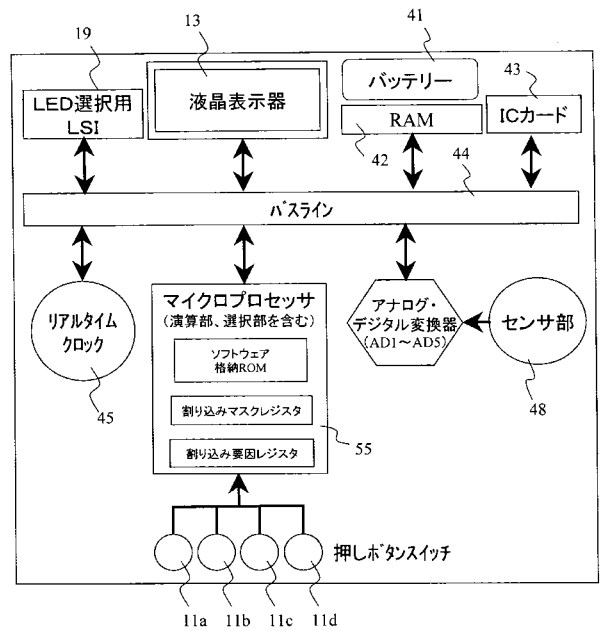 19
13
41
43
LED選択用
LSI
液晶表示器
バッテリー
RAM
ICカード
42
44
バスライン
リアルタイム
クロック
45
マイクロプロセッサ
(演算部、選択部を含む)
ソフトウェア
格納ROM
割り込みマスクレジスタ
割り込み要因レジスタ
55
アナログ・
デジタル変換器
(AD1～AD5)
センサ部
48
押しボタンスイッチ
11a
11b
11c
11d